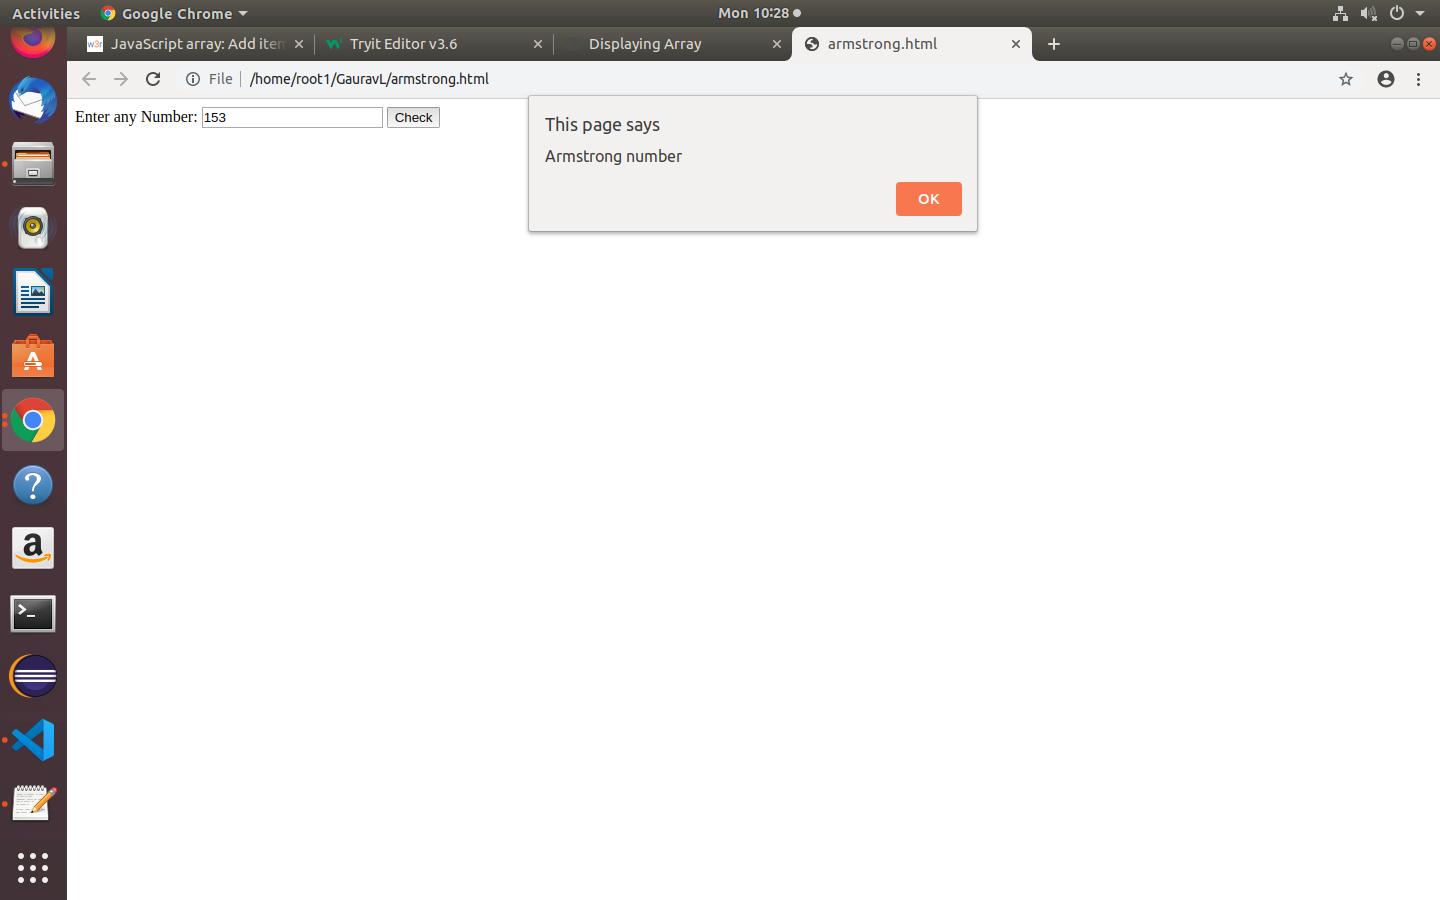 Activities Google Chrome Mon 10:28
JavaScript array: Add item Tryit Editor v3.6 Displaying Array armstrong.html
File /home/root1/GauravL/armstrong.html
Enter any Number: 153 Check
This page says
Armstrong number
OK